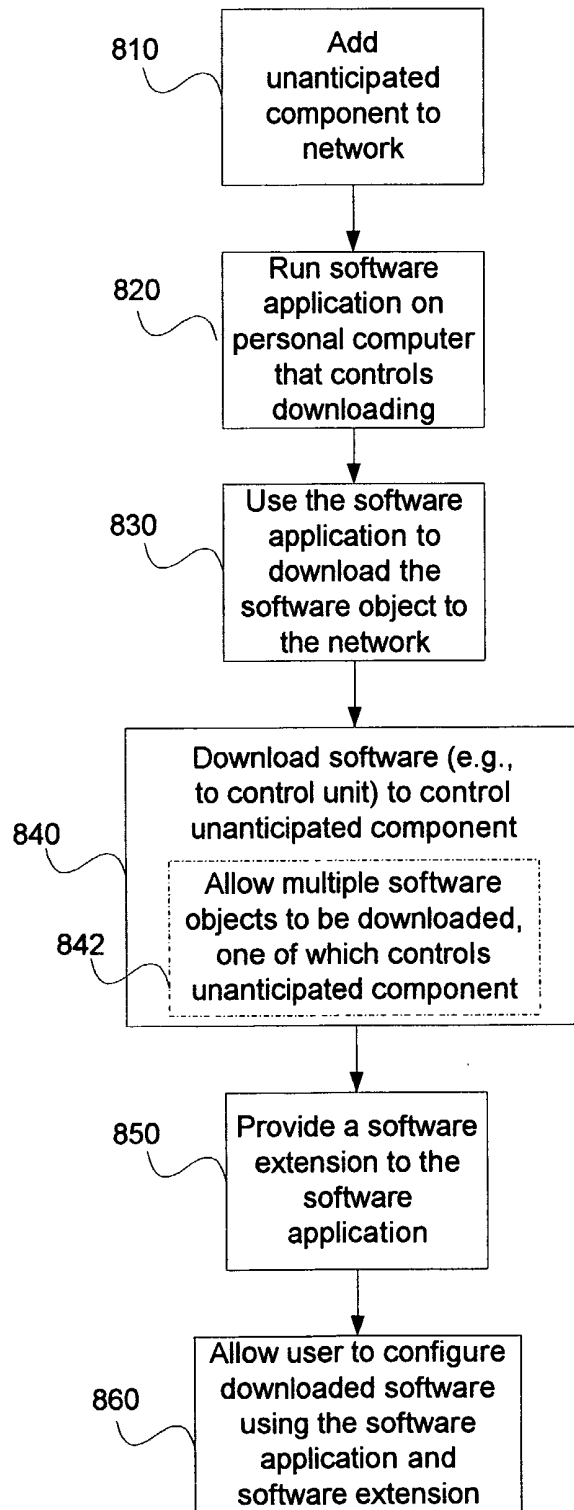 810
Add
unanticipated
component to
network
820
Run software
application on
personal computer
that controls
downloading
830
Use the software
application to
download the
software object to
the network
840
Download software (e.g.,
to control unit) to control
unanticipated component
842
Allow multiple software
objects to be downloaded,
one of which controls
unanticipated component
850
Provide a software
extension to the
software
application
860
Allow user to configure
downloaded software
using the software
application and
software extension